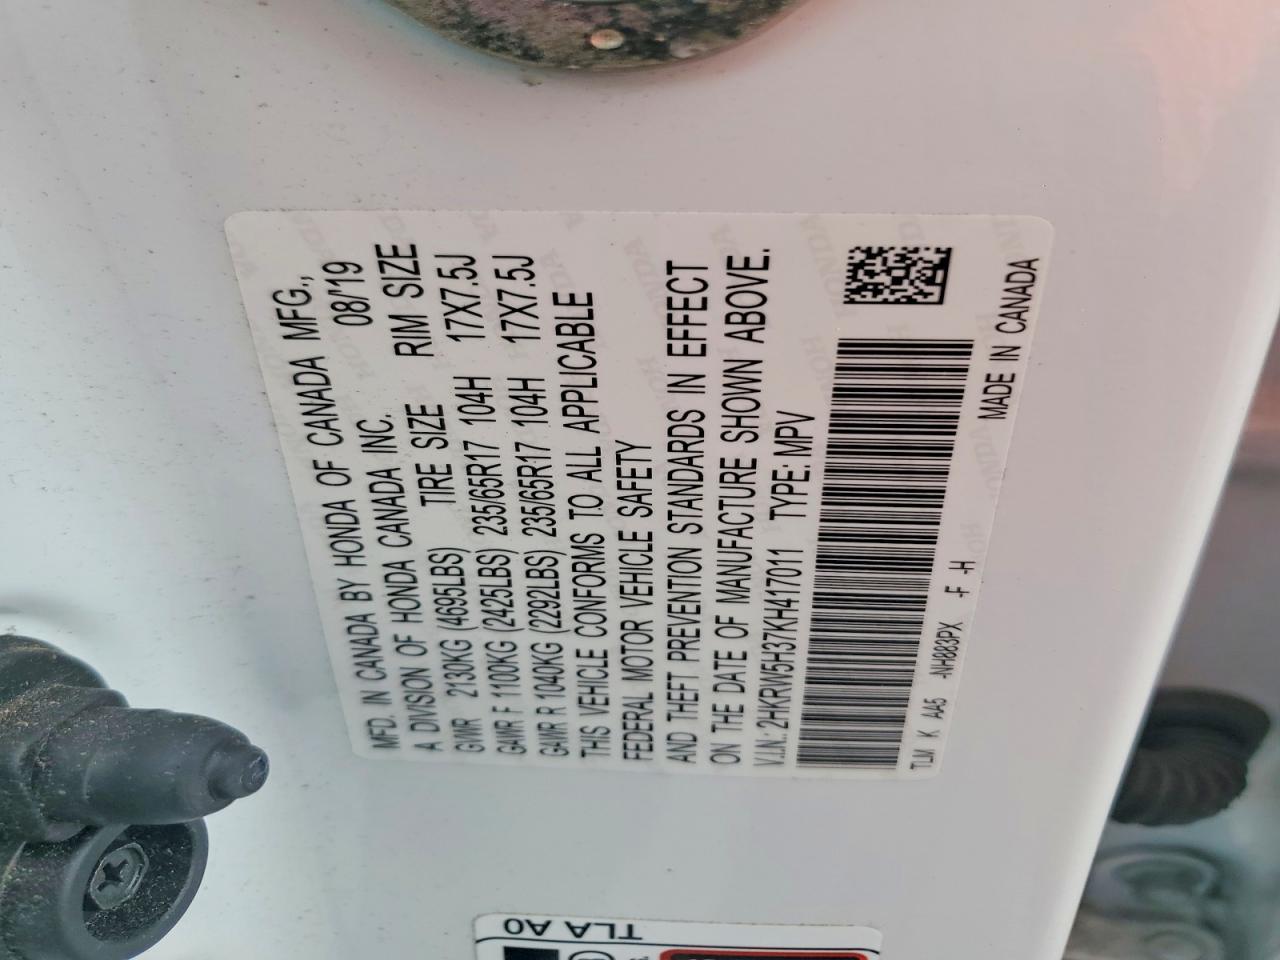 MFD. IN CANADA BY HONDA OF CANADA MFG.,
A DIVISION OF HONDA CANADA INC. 08/19
GVWR 2130KG (4695LBS) TIRE SIZE RIM SIZE
GAWR F 1100KG (2425LBS) 235/65R17 104H 17X7.5J
GAWR R 1040KG (2292LBS) 235/65R17 104H 17X7.5J
THIS VEHICLE CONFORMS TO ALL APPLICABLE
FEDERAL MOTOR VEHICLE SAFETY
AND THEFT PREVENTION STANDARDS IN EFFECT
ON THE DATE OF MANUFACTURE SHOWN ABOVE.
V.I.N.: 2HKRW5H37KH417011 TYPE: MPV
TLM K AA5 -NH883PX -F -H
MADE IN CANADA
TLA A0